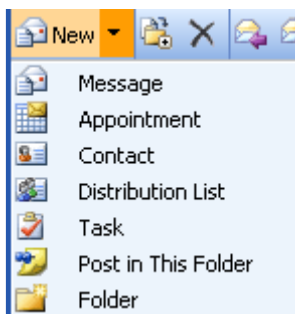 New
Message
Appointment
Contact
Distribution List
Task
Post in This Folder
Folder